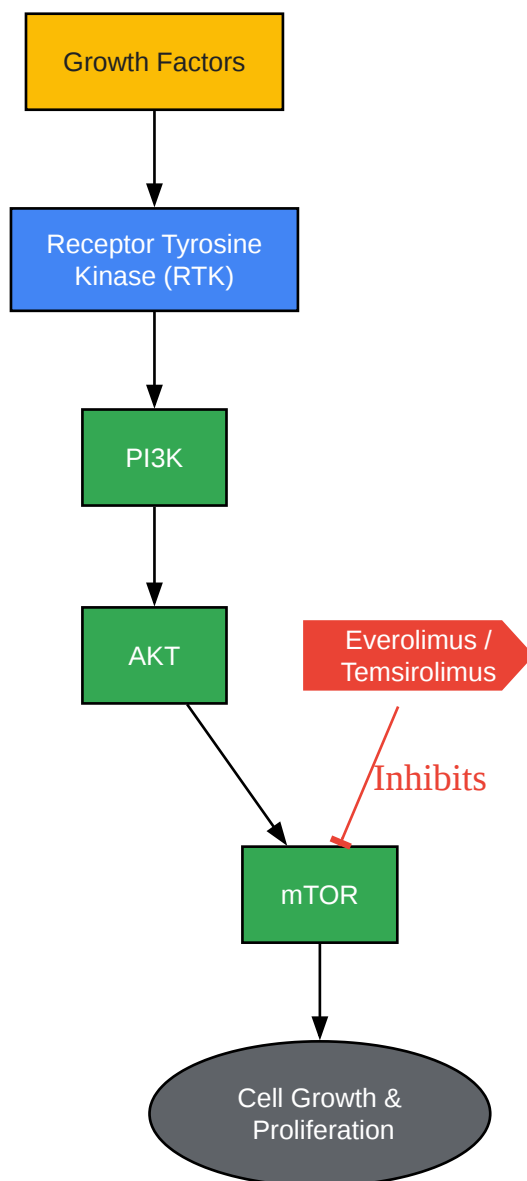 Growth Factors
Receptor Tyrosine
Kinase (RTK)
PI3K
AKT
Everolimus /
Temsirolimus
Inhibits
mTOR
Cell Growth &
Proliferation